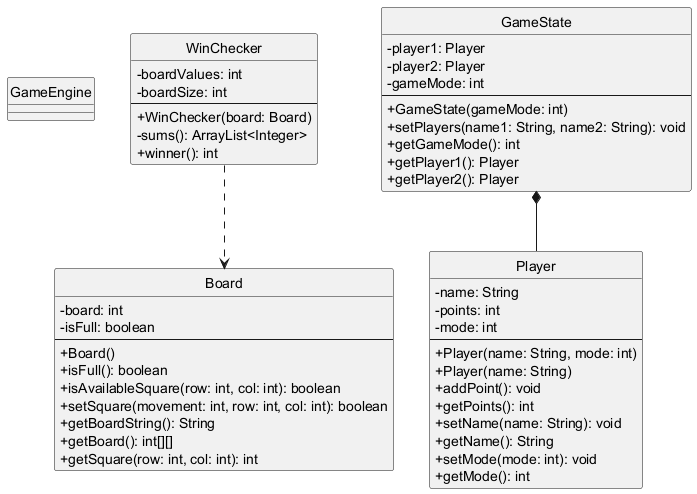 GameEngine
WinChecker
-boardValues: int
-boardSize: int
+WinChecker(board: Board)
-sums(): ArrayList<Integer>
+winner(): int
GameState
-player1: Player
-player2: Player
-gameMode: int
+GameState(gameMode: int)
+setPlayers(name1: String, name2: String): void
+getGameMode(): int
+getPlayer1(): Player
+getPlayer2(): Player
Board
-board: int
-isFull: boolean
+Board()
+isFull(): boolean
+isAvailableSquare(row: int, col: int): boolean
+setSquare(movement: int, row: int, col: int): boolean
+getBoardString(): String
+getBoard(): int[][]
+getSquare(row: int, col: int): int
Player
-name: String
-points: int
-mode: int
+Player(name: String, mode: int)
+Player(name: String)
+addPoint(): void
+getPoints(): int
+setName(name: String): void
+getName(): String
+setMode(mode: int): void
+getMode(): int